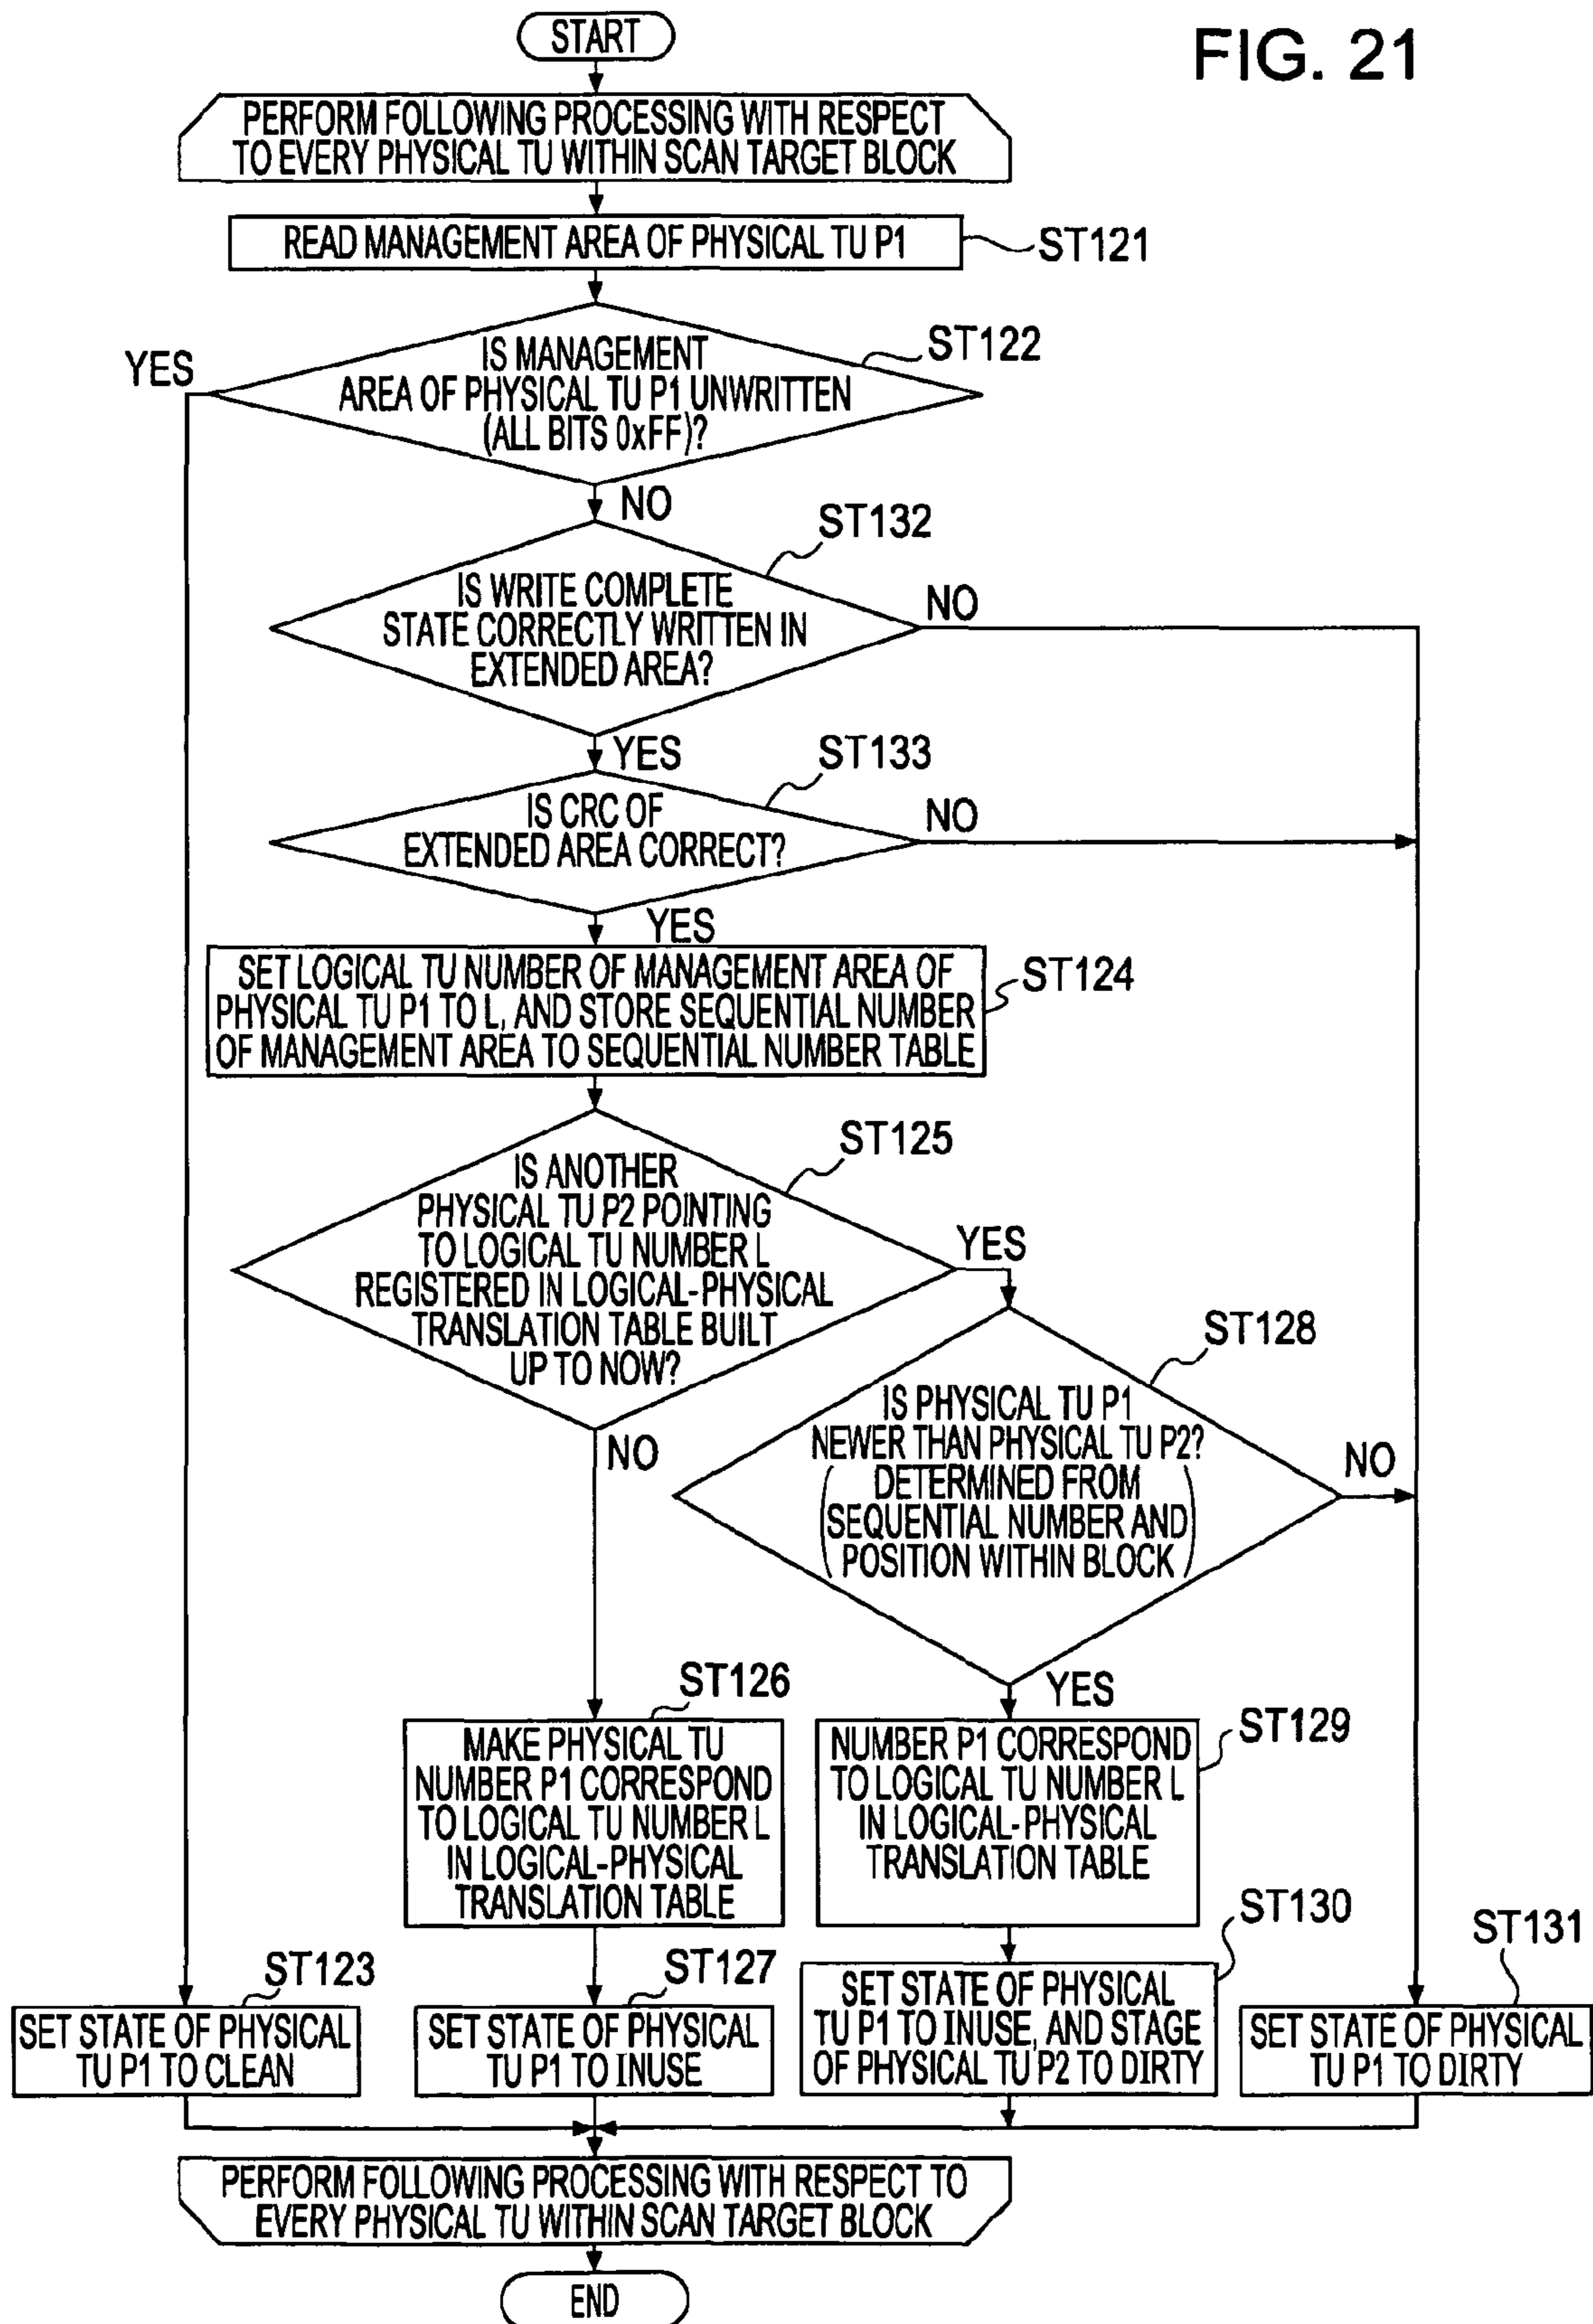 FIG. 21
START
PERFORM FOLLOWING PROCESSING WITH RESPECT
TO EVERY PHYSICAL TU WITHIN SCAN TARGET BLOCK
READ MANAGEMENT AREA OF PHYSICAL TU P1
ST121
IS MANAGEMENT
AREA OF PHYSICAL TU P1 UNWRITTEN
(ALL BITS 0xFF)?
ST122
YES
NO
IS WRITE COMPLETE
STATE CORRECTLY WRITTEN IN
EXTENDED AREA?
ST132
NO
YES
IS CRC OF
EXTENDED AREA CORRECT?
ST133
NO
YES
SET LOGICAL TU NUMBER OF MANAGEMENT AREA OF
PHYSICAL TU P1 TO L, AND STORE SEQUENTIAL NUMBER
OF MANAGEMENT AREA TO SEQUENTIAL NUMBER TABLE
ST124
IS ANOTHER
PHYSICAL TU P2 POINTING
TO LOGICAL TU NUMBER L
REGISTERED IN LOGICAL-PHYSICAL
TRANSLATION TABLE BUILT
UP TO NOW?
ST125
YES
NO
IS PHYSICAL TU P1
NEWER THAN PHYSICAL TU P2?
(DETERMINED FROM
SEQUENTIAL NUMBER AND
POSITION WITHIN BLOCK)
ST128
NO
YES
MAKE PHYSICAL TU
NUMBER P1 CORRESPOND
TO LOGICAL TU NUMBER L
IN LOGICAL-PHYSICAL
TRANSLATION TABLE
ST126
NUMBER P1 CORRESPOND
TO LOGICAL TU NUMBER L
IN LOGICAL-PHYSICAL
TRANSLATION TABLE
ST129
SET STATE OF PHYSICAL
TU P1 TO CLEAN
ST123
SET STATE OF PHYSICAL
TU P1 TO INUSE
ST127
SET STATE OF PHYSICAL
TU P1 TO INUSE, AND STAGE
OF PHYSICAL TU P2 TO DIRTY
ST130
SET STATE OF PHYSICAL
TU P1 TO DIRTY
ST131
PERFORM FOLLOWING PROCESSING WITH RESPECT TO
EVERY PHYSICAL TU WITHIN SCAN TARGET BLOCK
END